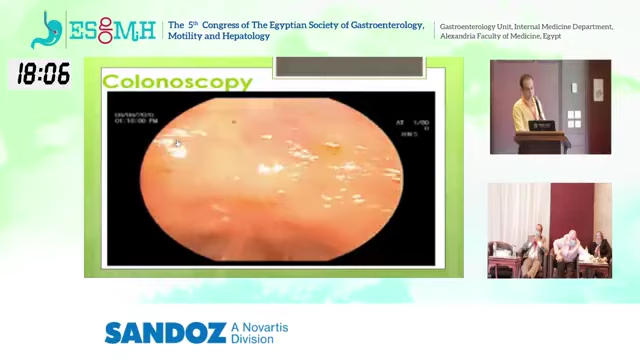 ESGMH
The 5th Congress of The Egyptian Society of Gastroenterology,
Motility and Hepatology
Gastroenterology Unit, Internal Medicine Department,
Alexandria Faculty of Medicine, Egypt
18:06
Colonoscopy
SANDOZ A Novartis
Division